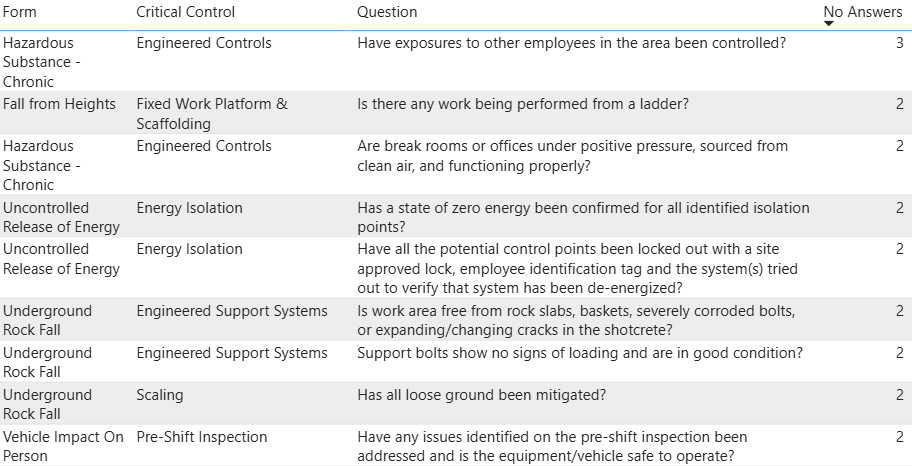 Form Critical Control Question No Answers
Hazardous Substance - Chronic Engineered Controls Have exposures to other employees in the area been controlled? 3
Fall from Heights Fixed Work Platform & Scaffolding Is there any work being performed from a ladder? 2
Hazardous Substance - Chronic Engineered Controls Are break rooms or offices under positive pressure, sourced from clean air, and functioning properly? 2
Uncontrolled Release of Energy Energy Isolation Has a state of zero energy been confirmed for all identified isolation points? 2
Uncontrolled Release of Energy Energy Isolation Have all the potential control points been locked out with a site approved lock, employee identification tag and the system(s) tried out to verify that system has been de-energized? 2
Underground Rock Fall Engineered Support Systems Is work area free from rock slabs, baskets, severely corroded bolts, or expanding/changing cracks in the shotcrete? 2
Underground Rock Fall Engineered Support Systems Support bolts show no signs of loading and are in good condition? 2
Underground Rock Fall Scaling Has all loose ground been mitigated? 2
Vehicle Impact On Person Pre-Shift Inspection Have any issues identified on the pre-shift inspection been addressed and is the equipment/vehicle safe to operate? 2